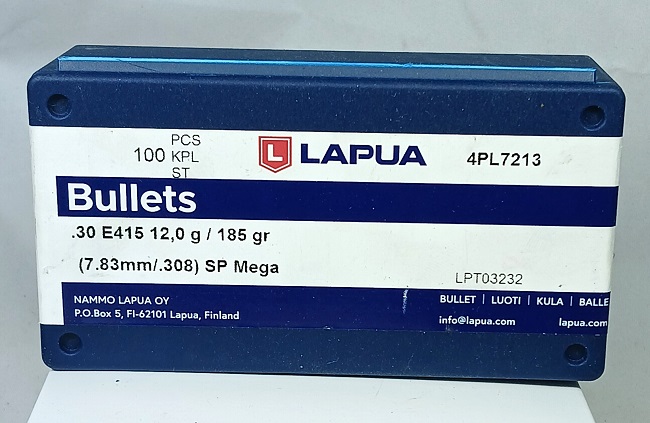 PCS
100 KPL
ST
LAPUA
4PL7213
Bullets
.30 E415 12,0 g / 185 gr
(7.83mm/.308) SP Mega
LPT03232
NAMMO LAPUA OY
P.O.Box 5, FI-62101 Lapua, Finland
BULLET | LUOTI | KULA | BALLE
info@lapua.com
lapua.com